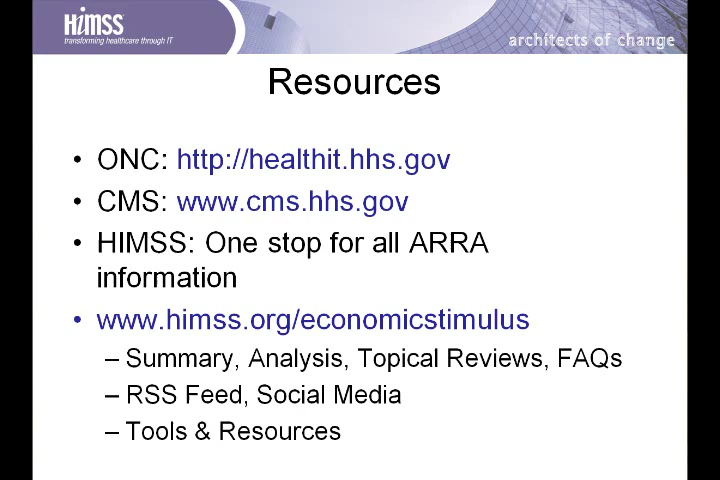 HiMSS
transforming healthcare through IT
architects of change
Resources
• ONC: http://healthit.hhs.gov
• CMS: www.cms.hhs.gov
• HIMSS: One stop for all ARRA
information
• www.himss.org/economicstimulus
– Summary, Analysis, Topical Reviews, FAQs
– RSS Feed, Social Media
– Tools & Resources